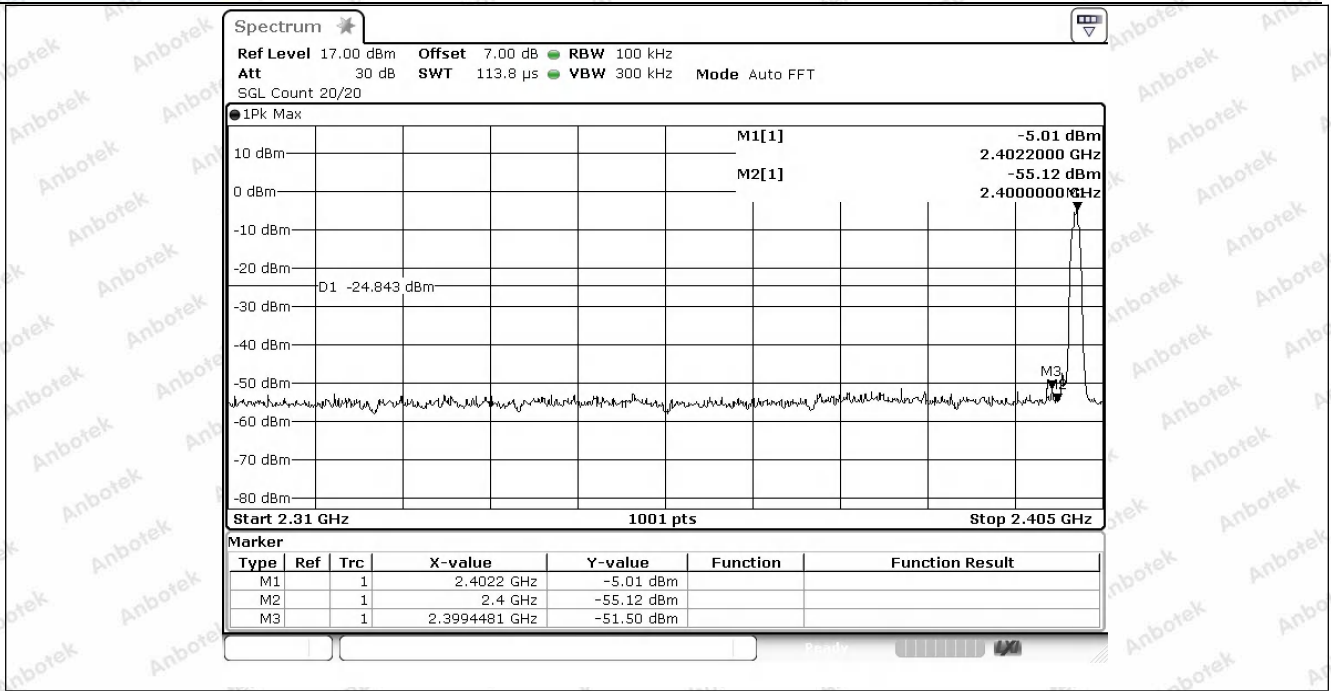 Spectrum
Ref Level 17.00 dBm Offset 7.00 dB RBW 100 kHz
Att 30 dB SWT 113.8 µs VBW 300 kHz Mode Auto FFT
SGL Count 20/20
1Pk Max
M1[1] -5.01 dBm
2.4022000 GHz
M2[1] -55.12 dBm
2.4000000 GHz
M1
10 dBm
0 dBm
-10 dBm
-20 dBm
D1 -24.843 dBm
-30 dBm
-40 dBm
M3
-50 dBm
M2
-60 dBm
-70 dBm
-80 dBm
Start 2.31 GHz 1001 pts Stop 2.405 GHz
Marker
Type Ref Trc X-value Y-value Function Function Result
M1 1 2.4022 GHz -5.01 dBm
M2 1 2.4 GHz -55.12 dBm
M3 1 2.3994481 GHz -51.50 dBm
Ready LXI
Anbotek